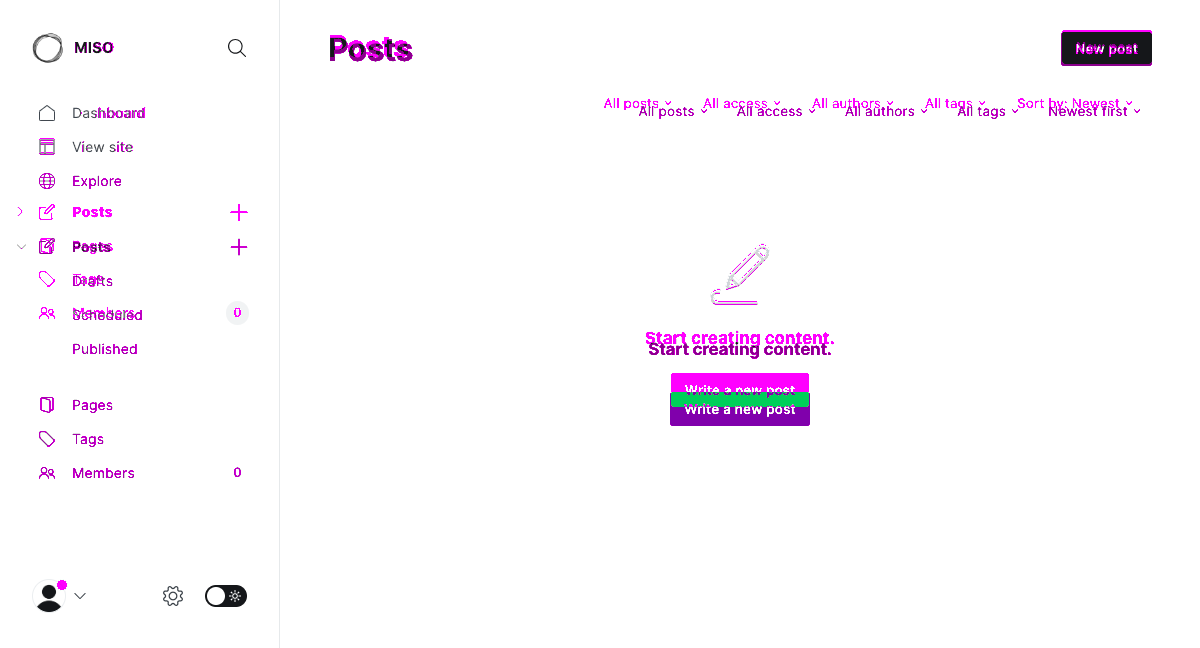 MISO
Posts
New post
Dashboard
View site
Explore
Posts
Posts
Pages
Tags
Drafts
Members
0
Scheduled
Published
Pages
Tags
Members
0
All posts
All access
All authors
All tags
Sort by: Newest
All posts
All access
All authors
All tags
Newest first
Start creating content.
Start creating content.
Write a new post
Write a new post